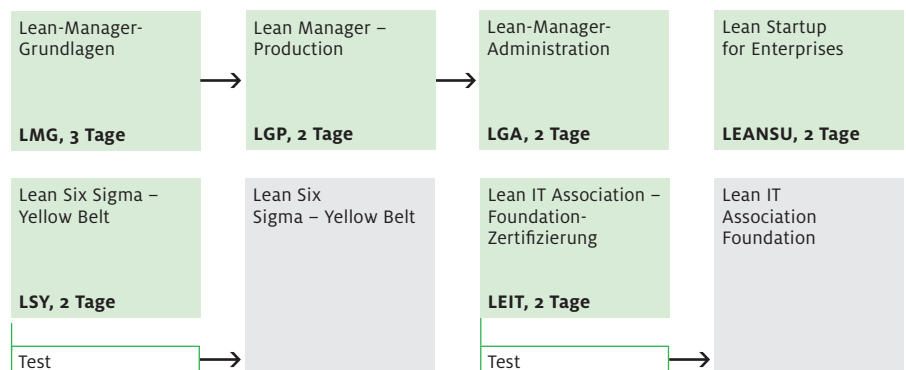 Lean-Manager-
Grundlagen
LMG, 3 Tage
Lean Manager –
Production
LGP, 2 Tage
Lean-Manager-
Administration
LGA, 2 Tage
Lean Startup
for Enterprises
LEANSU, 2 Tage
Lean Six Sigma –
Yellow Belt
LSY, 2 Tage
Test
Lean Six
Sigma – Yellow Belt
Lean IT Association –
Foundation-
Zertifizierung
LEIT, 2 Tage
Test
Lean IT
Association
Foundation